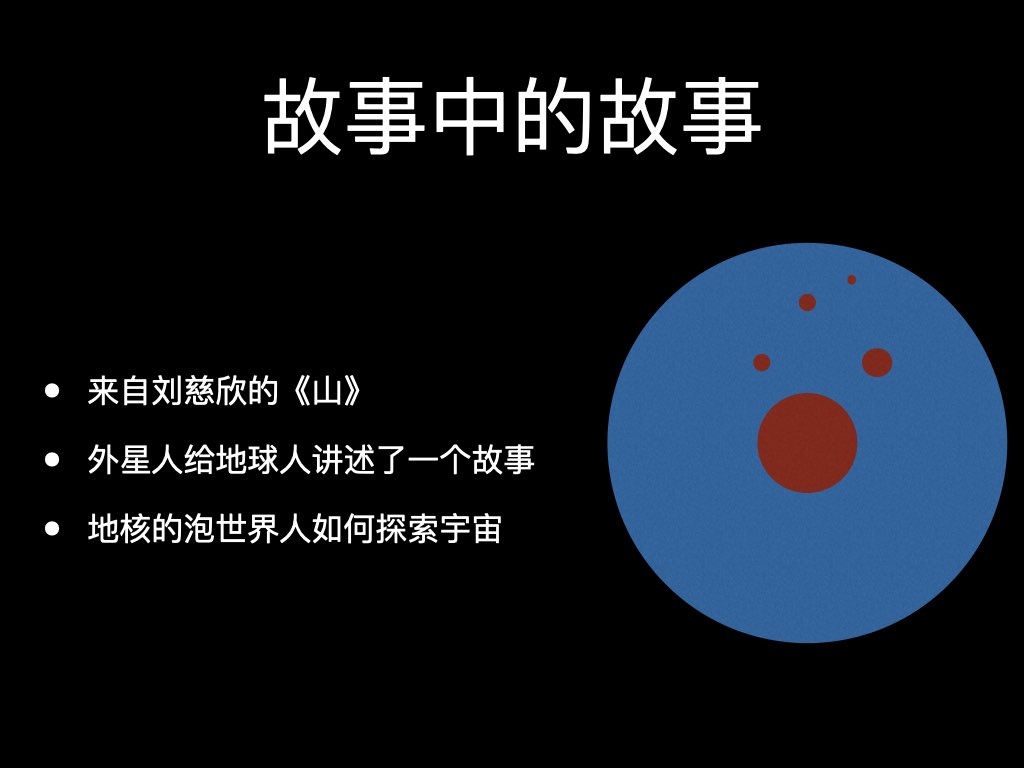 故事中的故事
• 来自刘慈欣的《山》
• 外星人给地球人讲述了一个故事
• 地核的泡世界人如何探索宇宙